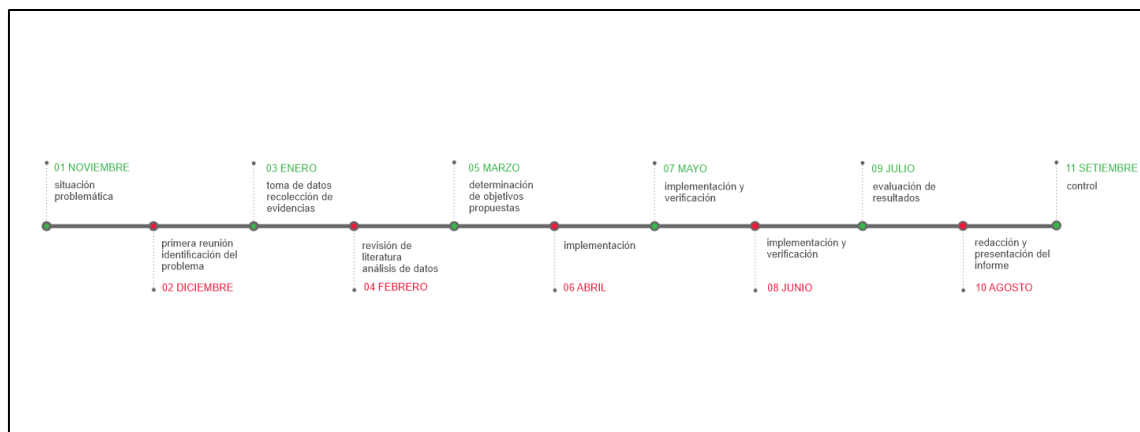 01 NOVIEMBRE
situación
problemática
02 DICIEMBRE
primera reunión
identificación del
problema
03 ENERO
toma de datos
recolección de
evidencias
04 FEBRERO
revisión de
literatura
análisis de datos
05 MARZO
determinación
de objetivos
propuestas
06 ABRIL
implementación
07 MAYO
implementación y
verificación
08 JUNIO
implementación y
verificación
09 JULIO
evaluación de
resultados
10 AGOSTO
redacción y
presentación del
informe
11 SETIEMBRE
control